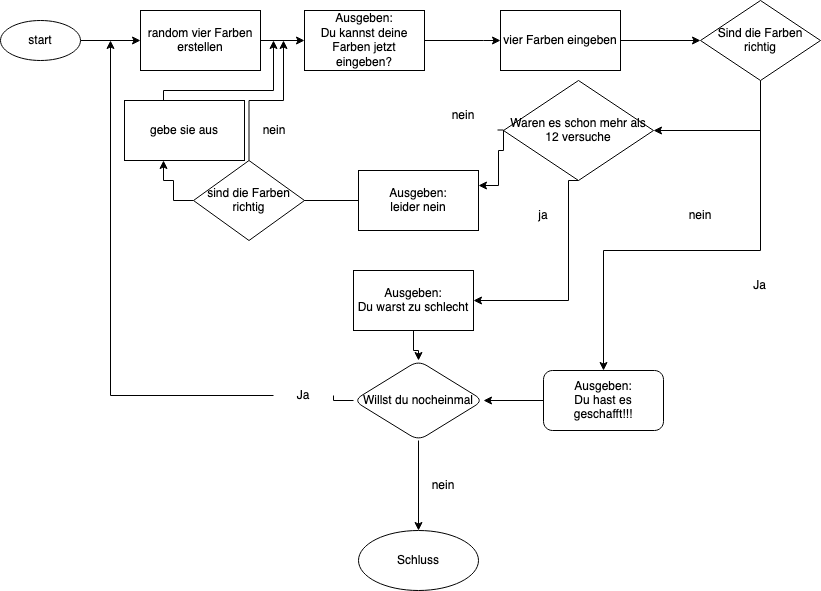 start
random vier Farben
erstellen
Ausgeben:
Du kannst deine
Farben jetzt
eingeben?
vier Farben eingeben
Sind die Farben
richtig
gebe sie aus
nein
nein
Waren es schon mehr als
12 versuche
sind die Farben
richtig
Ausgeben:
leider nein
ja
nein
Ja
Ausgeben:
Du warst zu schlecht
Ja
Willst du nocheinmal
Ausgeben:
Du hast es
geschafft!!!
nein
Schluss